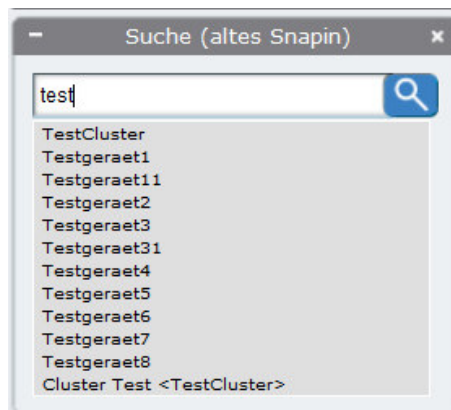 Suche (altes Snapin)
test
TestCluster
Testgeraet1
Testgeraet11
Testgeraet2
Testgeraet3
Testgeraet31
Testgeraet4
Testgeraet5
Testgeraet6
Testgeraet7
Testgeraet8
Cluster Test <TestCluster>